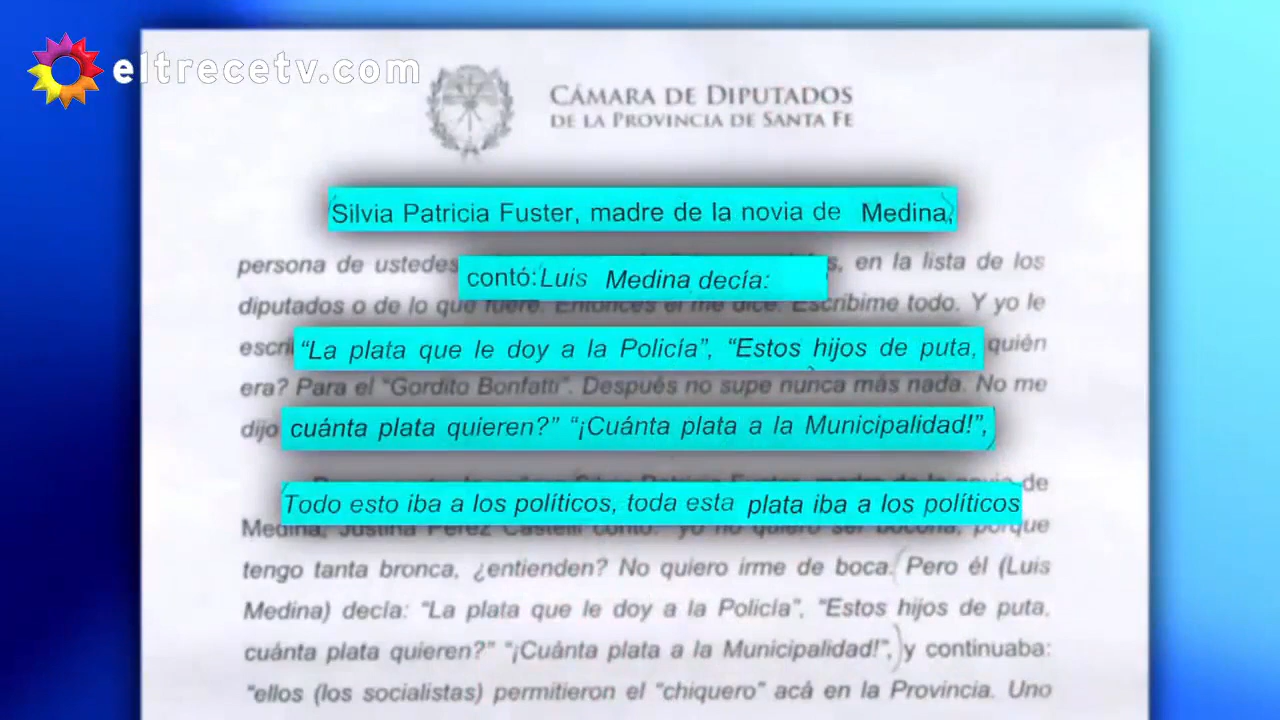 eltrecetv.com
CÁMARA DE DIPUTADOS
DE LA PROVINCIA DE SANTA FE
Silvia Patricia Fuster, madre de la novia de Medina,
persona de ustedes
contó: Luis Medina decía:
, en la lista de los
diputados o de lo que fuere. Entonces él me dice: Escribime todo. Y yo le
escri
“La plata que le doy a la Policía”, “Estos hijos de puta,
quién
era? Para el “Gordito Bonfatti”. Después no supe nunca más nada. No me
dijo
cuánta plata quieren?” “¡Cuánta plata a la Municipalidad!”,
de
Todo esto iba a los políticos, toda esta plata iba a los políticos
Medina, Justina Pérez Castelli contó: yo no quiero ser bocona, porque
tengo tanta bronca, ¿entienden? No quiero irme de boca. Pero él (Luis
Medina) decía: “La plata que le doy a la Policía”, “Estos hijos de puta,
cuánta plata quieren?” “¡Cuánta plata a la Municipalidad!”, y continuaba:
“ellos (los socialistas) permitieron el “chiquero” acá en la Provincia. Uno